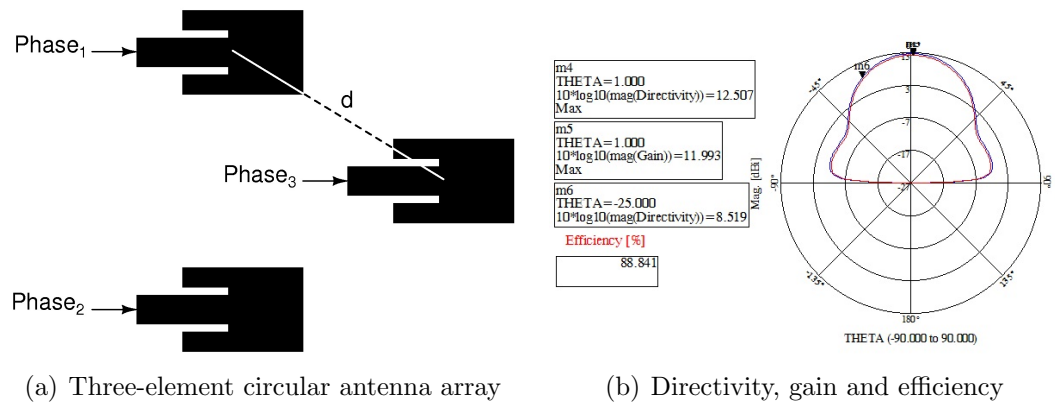 Phase1
d
Phase3
Phase2
(a) Three-element circular antenna array
m4
THETA=1.000
10*log10(mag(Directivity))=12.507
Max
m5
THETA=1.000
10*log10(mag(Gain))=11.993
Max
m6
THETA=-25.000
10*log10(mag(Directivity))=8.519
Efficiency [%]
88.841
m6
13
3
-7
-17
-27
-45°
45°
-90°
-135°
135°
180°
Mag. [dBi]
THETA (-90.000 to 90.000)
(b) Directivity, gain and efficiency